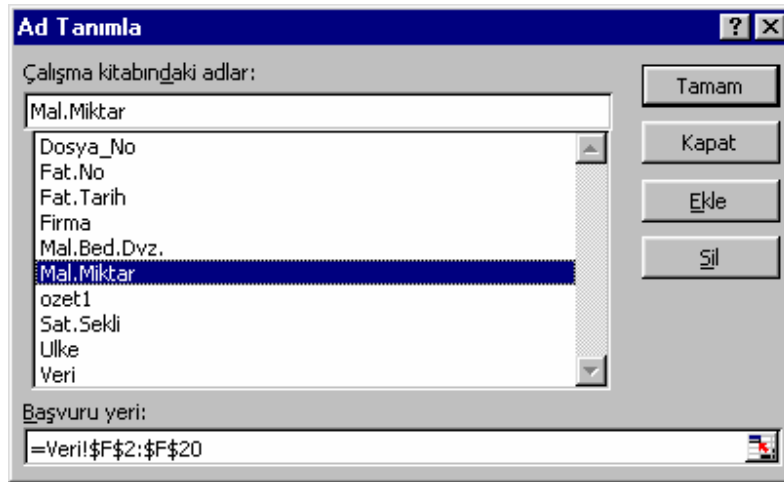 Ad Tanımla
Çalışma kitabındaki adlar:
Mal.Miktar
Dosya_No
Fat.No
Fat.Tarih
Firma
Mal.Bed.Dvz.
Mal.Miktar
ozet1
Sat.Sekli
Ulke
Veri
Tamam
Kapat
Ekle
Sil
Başvuru yeri:
=Veri!$F$2:$F$20